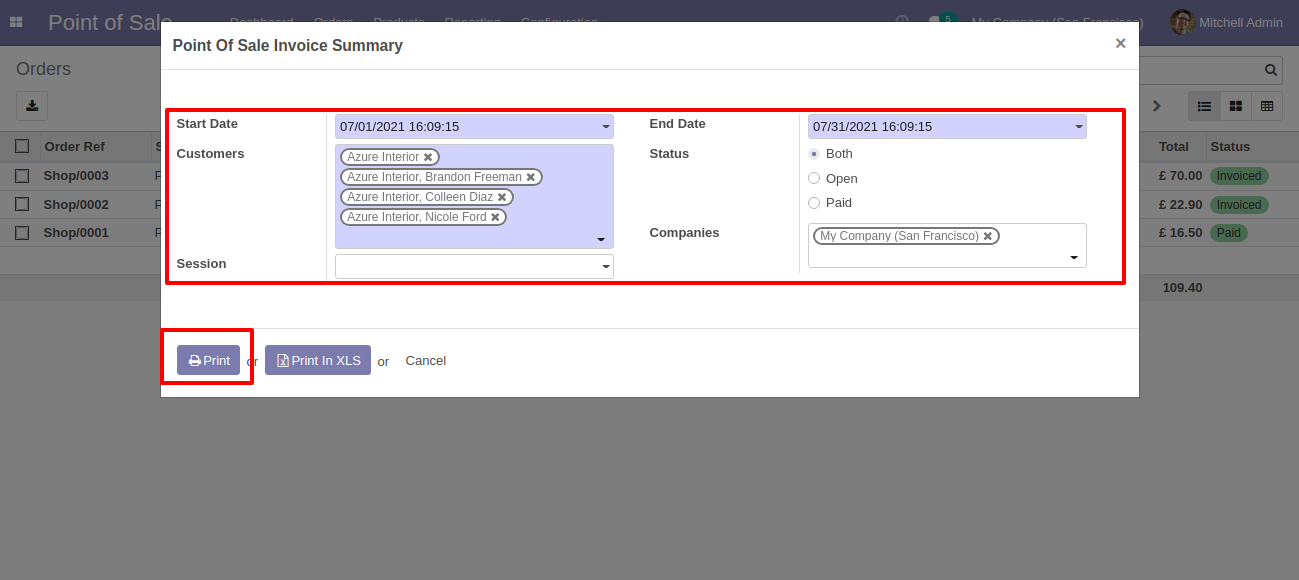 Point of Sale Dashboard Orders Products Reporting Configuration 5 My Company (San Francisco) Mitchell Admin
Point Of Sale Invoice Summary ×
Orders
Start Date 07/01/2021 16:09:15 End Date 07/31/2021 16:09:15
Order Ref S Customers Azure Interior ✖ Status Both Total Status
Shop/0003 P Azure Interior, Brandon Freeman ✖ Open £ 70.00 Invoiced
Shop/0002 P Azure Interior, Colleen Diaz ✖ Paid £ 22.90 Invoiced
Azure Interior, Nicole Ford ✖
Shop/0001 P Companies My Company (San Francisco) ✖ £ 16.50 Paid
Session
109.40
Print or Print In XLS or Cancel